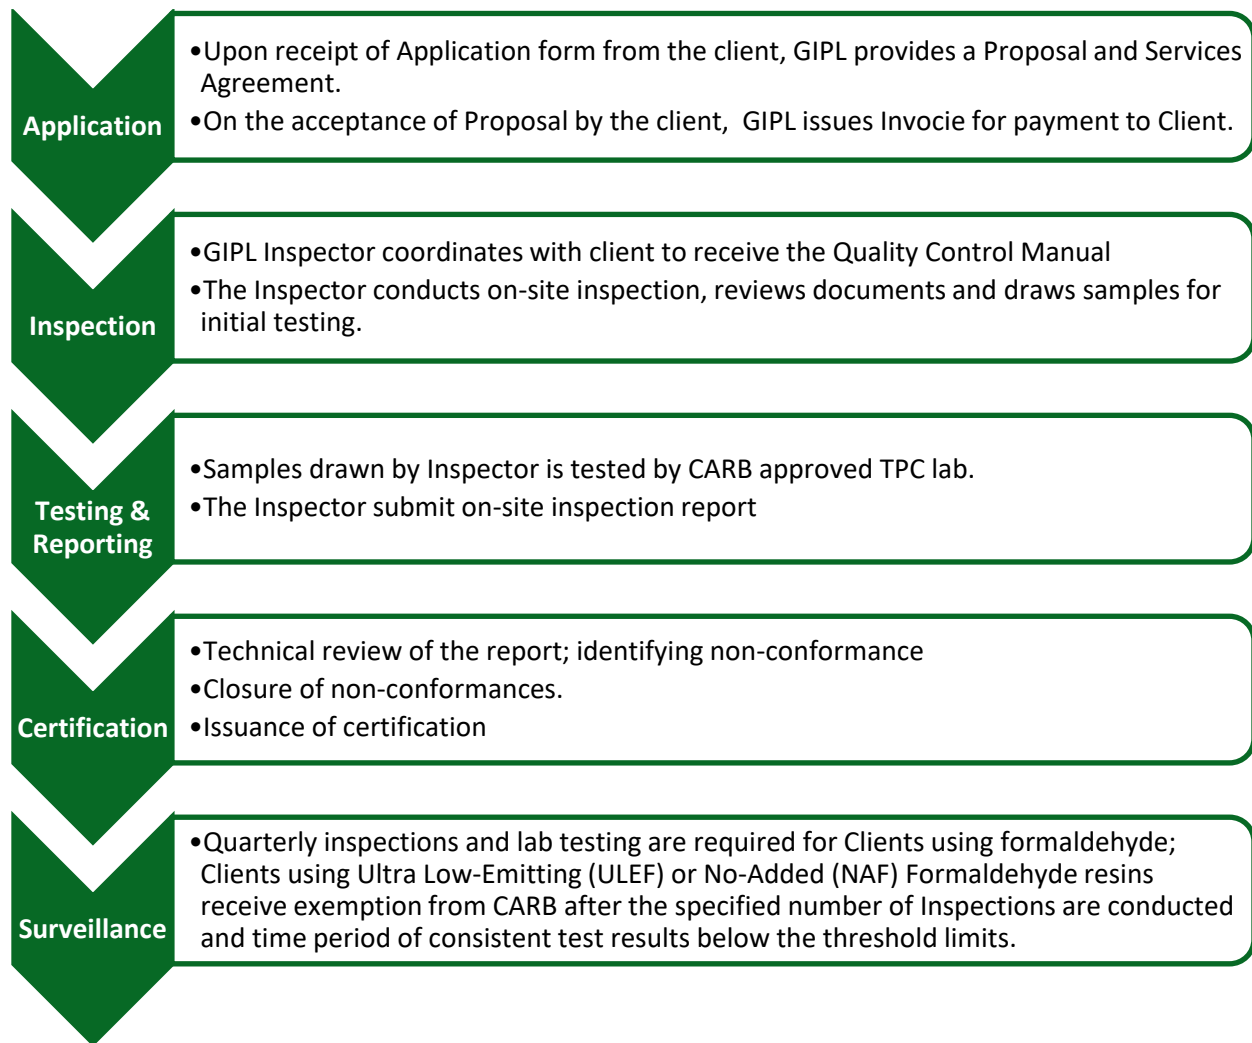 Application
•Upon receipt of Application form from the client, GIPL provides a Proposal and Services
Agreement.
•On the acceptance of Proposal by the client,  GIPL issues Invocie for payment to Client.
Inspection
•GIPL Inspector coordinates with client to receive the Quality Control Manual
•The Inspector conducts on-site inspection, reviews documents and draws samples for
initial testing.
Testing &
Reporting
•Samples drawn by Inspector is tested by CARB approved TPC lab.
•The Inspector submit on-site inspection report
Certification
•Technical review of the report; identifying non-conformance
•Closure of non-conformances.
•Issuance of certification
Surveillance
•Quarterly inspections and lab testing are required for Clients using formaldehyde;
Clients using Ultra Low-Emitting (ULEF) or No-Added (NAF) Formaldehyde resins
receive exemption from CARB after the specified number of Inspections are conducted
and time period of consistent test results below the threshold limits.